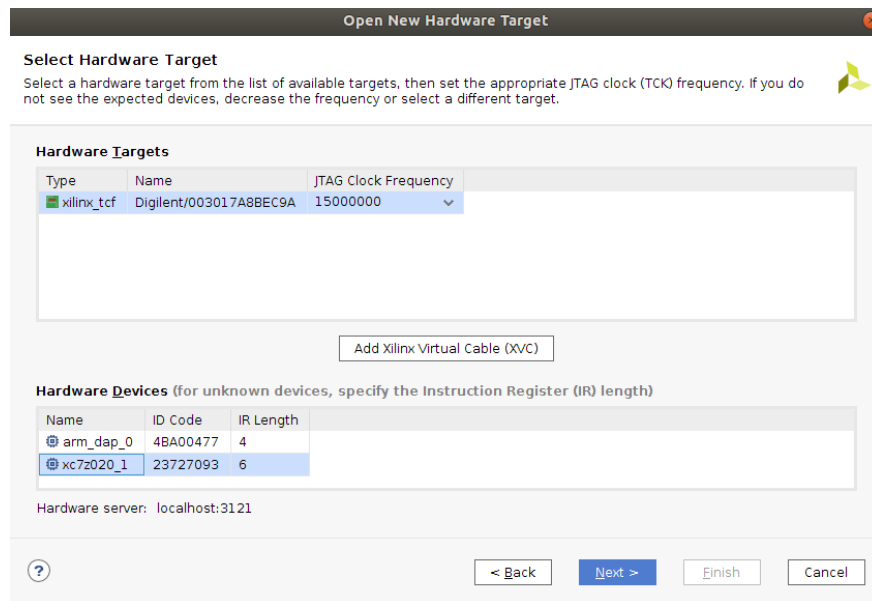 Open New Hardware Target
Select Hardware Target
Select a hardware target from the list of available targets, then set the appropriate JTAG clock (TCK) frequency. If you do
not see the expected devices, decrease the frequency or select a different target.
Hardware Targets
Type Name JTAG Clock Frequency
xilinx_tcf Digilent/003017A8BEC9A 15000000
Add Xilinx Virtual Cable (XVC)
Hardware Devices (for unknown devices, specify the Instruction Register (IR) length)
Name ID Code IR Length
arm_dap_0 4BA00477 4
xc7z020_1 23727093 6
Hardware server: localhost:3121
? < Back Next > Finish Cancel